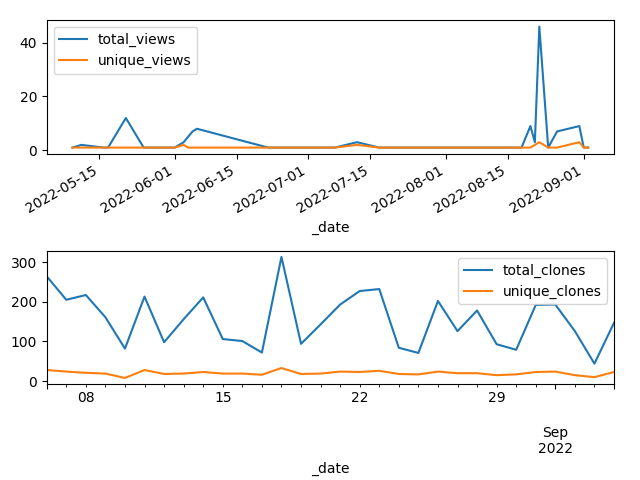 total_views
unique_views
40
20
0
2022-05-15
2022-06-01
2022-06-15
2022-07-01
2022-07-15
2022-08-01
2022-08-15
2022-09-01
_date
total_clones
unique_clones
300
200
100
0
08
15
22
29
Sep
2022
_date